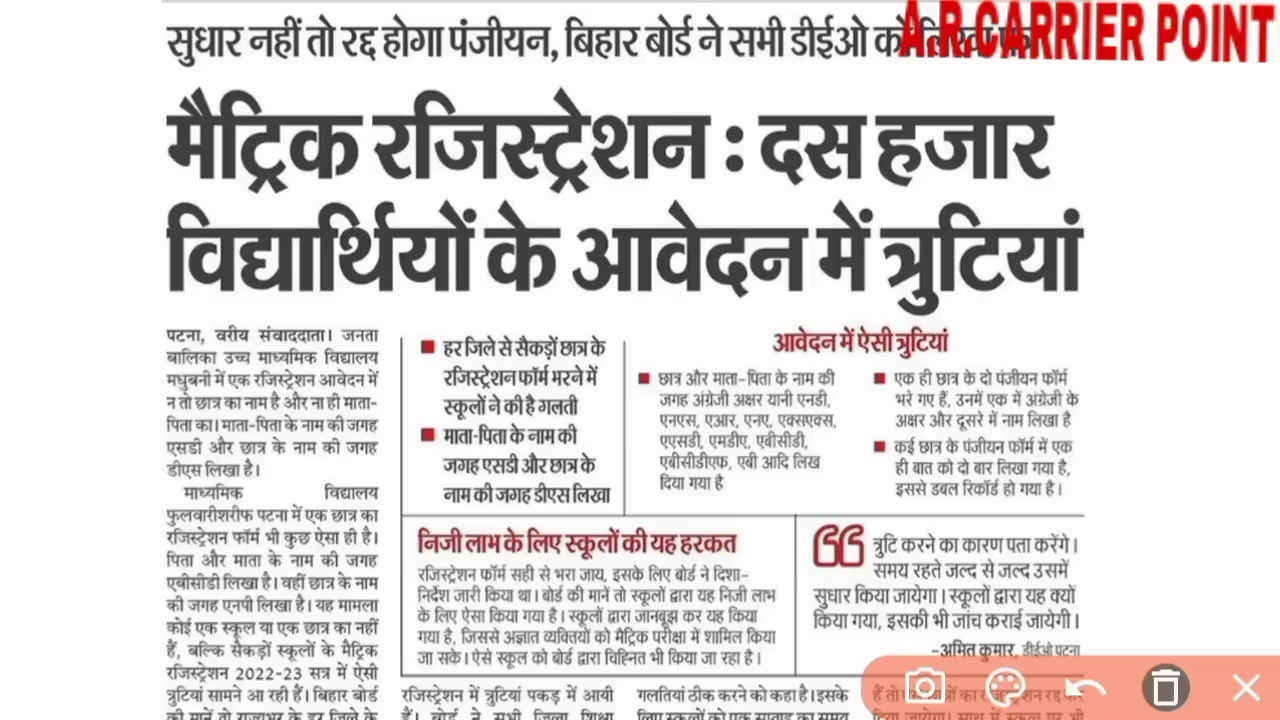 सुधार नहीं तो रद्द होगा पंजीयन, बिहार बोर्ड ने सभी डीईओ को
A.R.CARRIER POINT
मैट्रिक रजिस्ट्रेशन : दस हजार
विद्यार्थियों के आवेदन में त्रुटियां
पटना, वरीय संवाददाता। जनता
बालिका उच्च माध्यमिक विद्यालय
मधुबनी में एक रजिस्ट्रेशन आवेदन में
न तो छात्र का नाम है और ना ही माता-
पिता का। माता-पिता के नाम की जगह
एसडी और छात्र के नाम की जगह
डीएस लिखा है।
माध्यमिक विद्यालय
फुलवारीशरीफ पटना में एक छात्र का
रजिस्ट्रेशन फॉर्म भी कुछ ऐसा ही है।
पिता और माता के नाम की जगह
एबीसीडी लिखा है। वहीं छात्र के नाम
की जगह एनपी लिखा है। यह मामला
कोई एक स्कूल या एक छात्र का नहीं
हैं, बल्कि सैकड़ों स्कूलों के मैट्रिक
रजिस्ट्रेशन 2022-23 सत्र में ऐसी
त्रुटियां सामने आ रही हैं। बिहार बोर्ड
की मानें तो राज्यभर के हर जिले के
हर जिले से सैकड़ों छात्र के
रजिस्ट्रेशन फॉर्म भरने में
स्कूलों ने की है गलती
माता-पिता के नाम की
जगह एसडी और छात्र के
नाम की जगह डीएस लिखा
आवेदन में ऐसी त्रुटियां
छात्र और माता-पिता के नाम की
जगह अंग्रेजी अक्षर यानी एनडी,
एनएस, एआर, एनए, एक्सएक्स,
एएसडी, एमडीए, एबीसीडी,
एबीसीडीएफ, एबी आदि लिख
दिया गया है
एक ही छात्र के दो पंजीयन फॉर्म
भरे गए हैं, उनमें एक में अंग्रेजी के
अक्षर और दूसरे में नाम लिखा है
कई छात्र के पंजीयन फॉर्म में एक
ही बात को दो बार लिखा गया है,
इससे डबल रिकॉर्ड हो गया है।
निजी लाभ के लिए स्कूलों की यह हरकत
रजिस्ट्रेशन फॉर्म सही से भरा जाय, इसके लिए बोर्ड ने दिशा-
निर्देश जारी किया था। बोर्ड की मानें तो स्कूलों द्वारा यह निजी लाभ
के लिए ऐसा किया गया है। स्कूलों द्वारा जानबूझ कर यह किया
गया है, जिससे अज्ञात व्यक्तियों को मैट्रिक परीक्षा में शामिल किया
जा सके। ऐसे स्कूल को बोर्ड द्वारा चिह्नित भी किया जा रहा है।
त्रुटि करने का कारण पता करेंगे।
समय रहते जल्द से जल्द उसमें
सुधार किया जायेगा। स्कूलों द्वारा यह क्यों
किया गया, इसकी भी जांच कराई जायेगी।
-अमित कुमार, डीईओ पटना
रजिस्ट्रेशन में त्रुटियां पकड़ में आयी
हैं। बोर्ड ने सभी जिला शिक्षा
गलतियां ठीक करने को कहा है। इसके
लिए स्कूलों को एक सप्ताह का समय